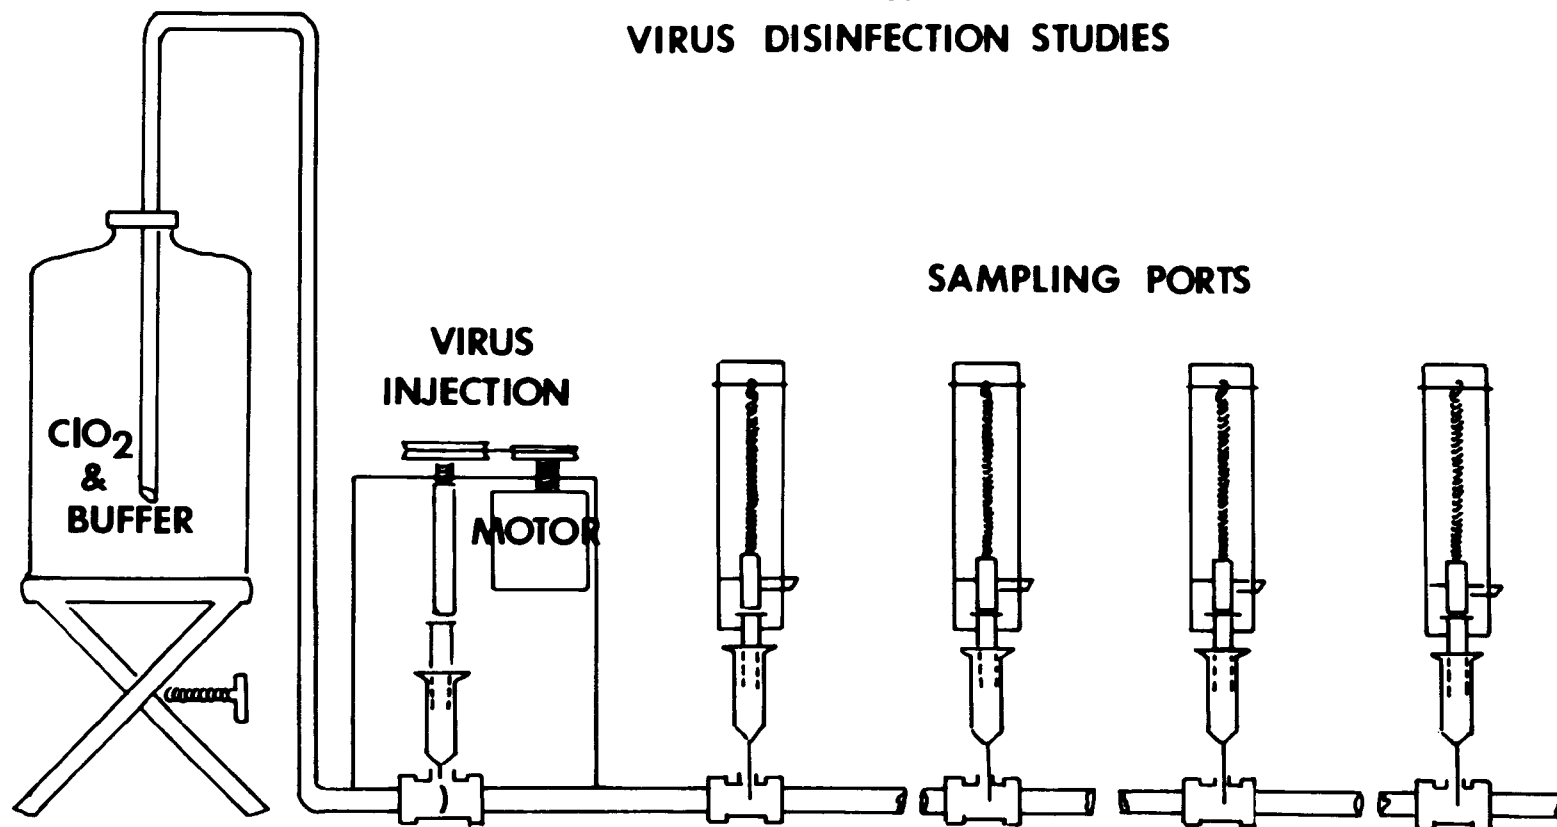 VIRUS DISINFECTION STUDIES
SAMPLING PORTS
VIRUS
INJECTION
ClO2
&
BUFFER
MOTOR